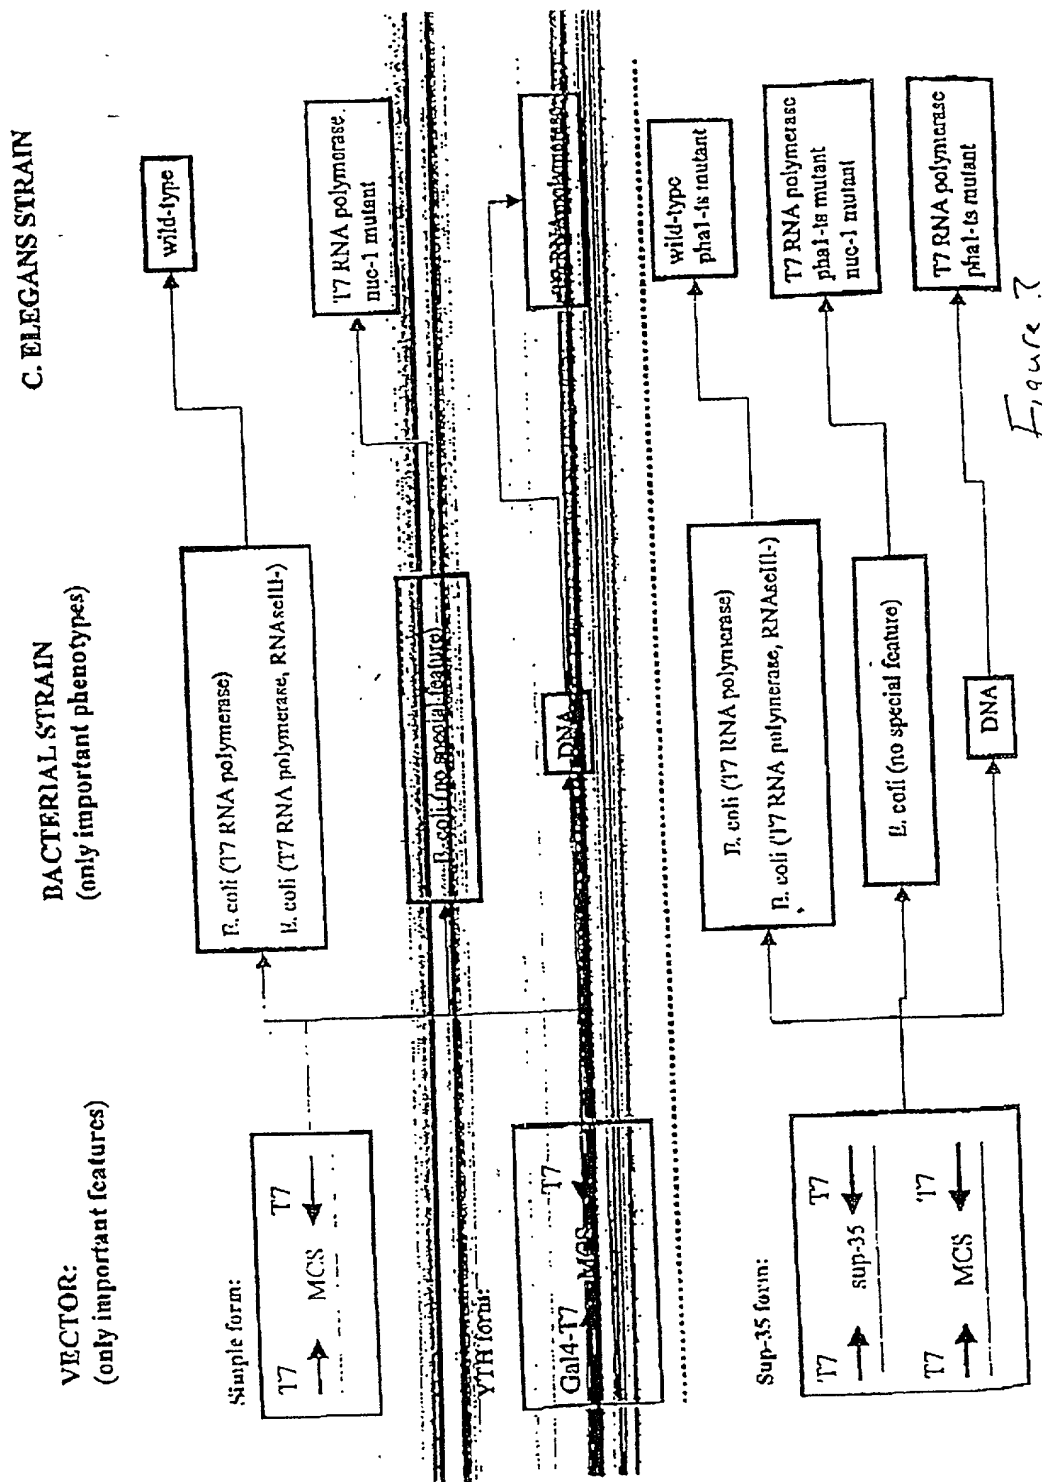 VECTOR:
(only important features)
BACTERIAL STRAIN
(only important phenotypes)
C. ELEGANS STRAIN
Simple form:
T7 T7
MCS
E. coli (T7 RNA polymerase)
E. coli (T7 RNA polymerase, RNAseIII-)
wild-type
E. coli (no special feature)
T7 RNA polymerase
nuc-1 mutant
YTH form:
Gal4-T7 T7
MCS
DNA
T7 RNA polymerase
Sup-35 form:
T7 T7
sup-35
T7 T7
MCS
E. coli (T7 RNA polymerase)
E. coli (T7 RNA polymerase, RNAseIII-)
wild-type
pha1-ts mutant
E. coli (no special feature)
T7 RNA polymerase
pha1-ts mutant
nuc-1 mutant
DNA
T7 RNA polymerase
pha1-ts mutant
Figure